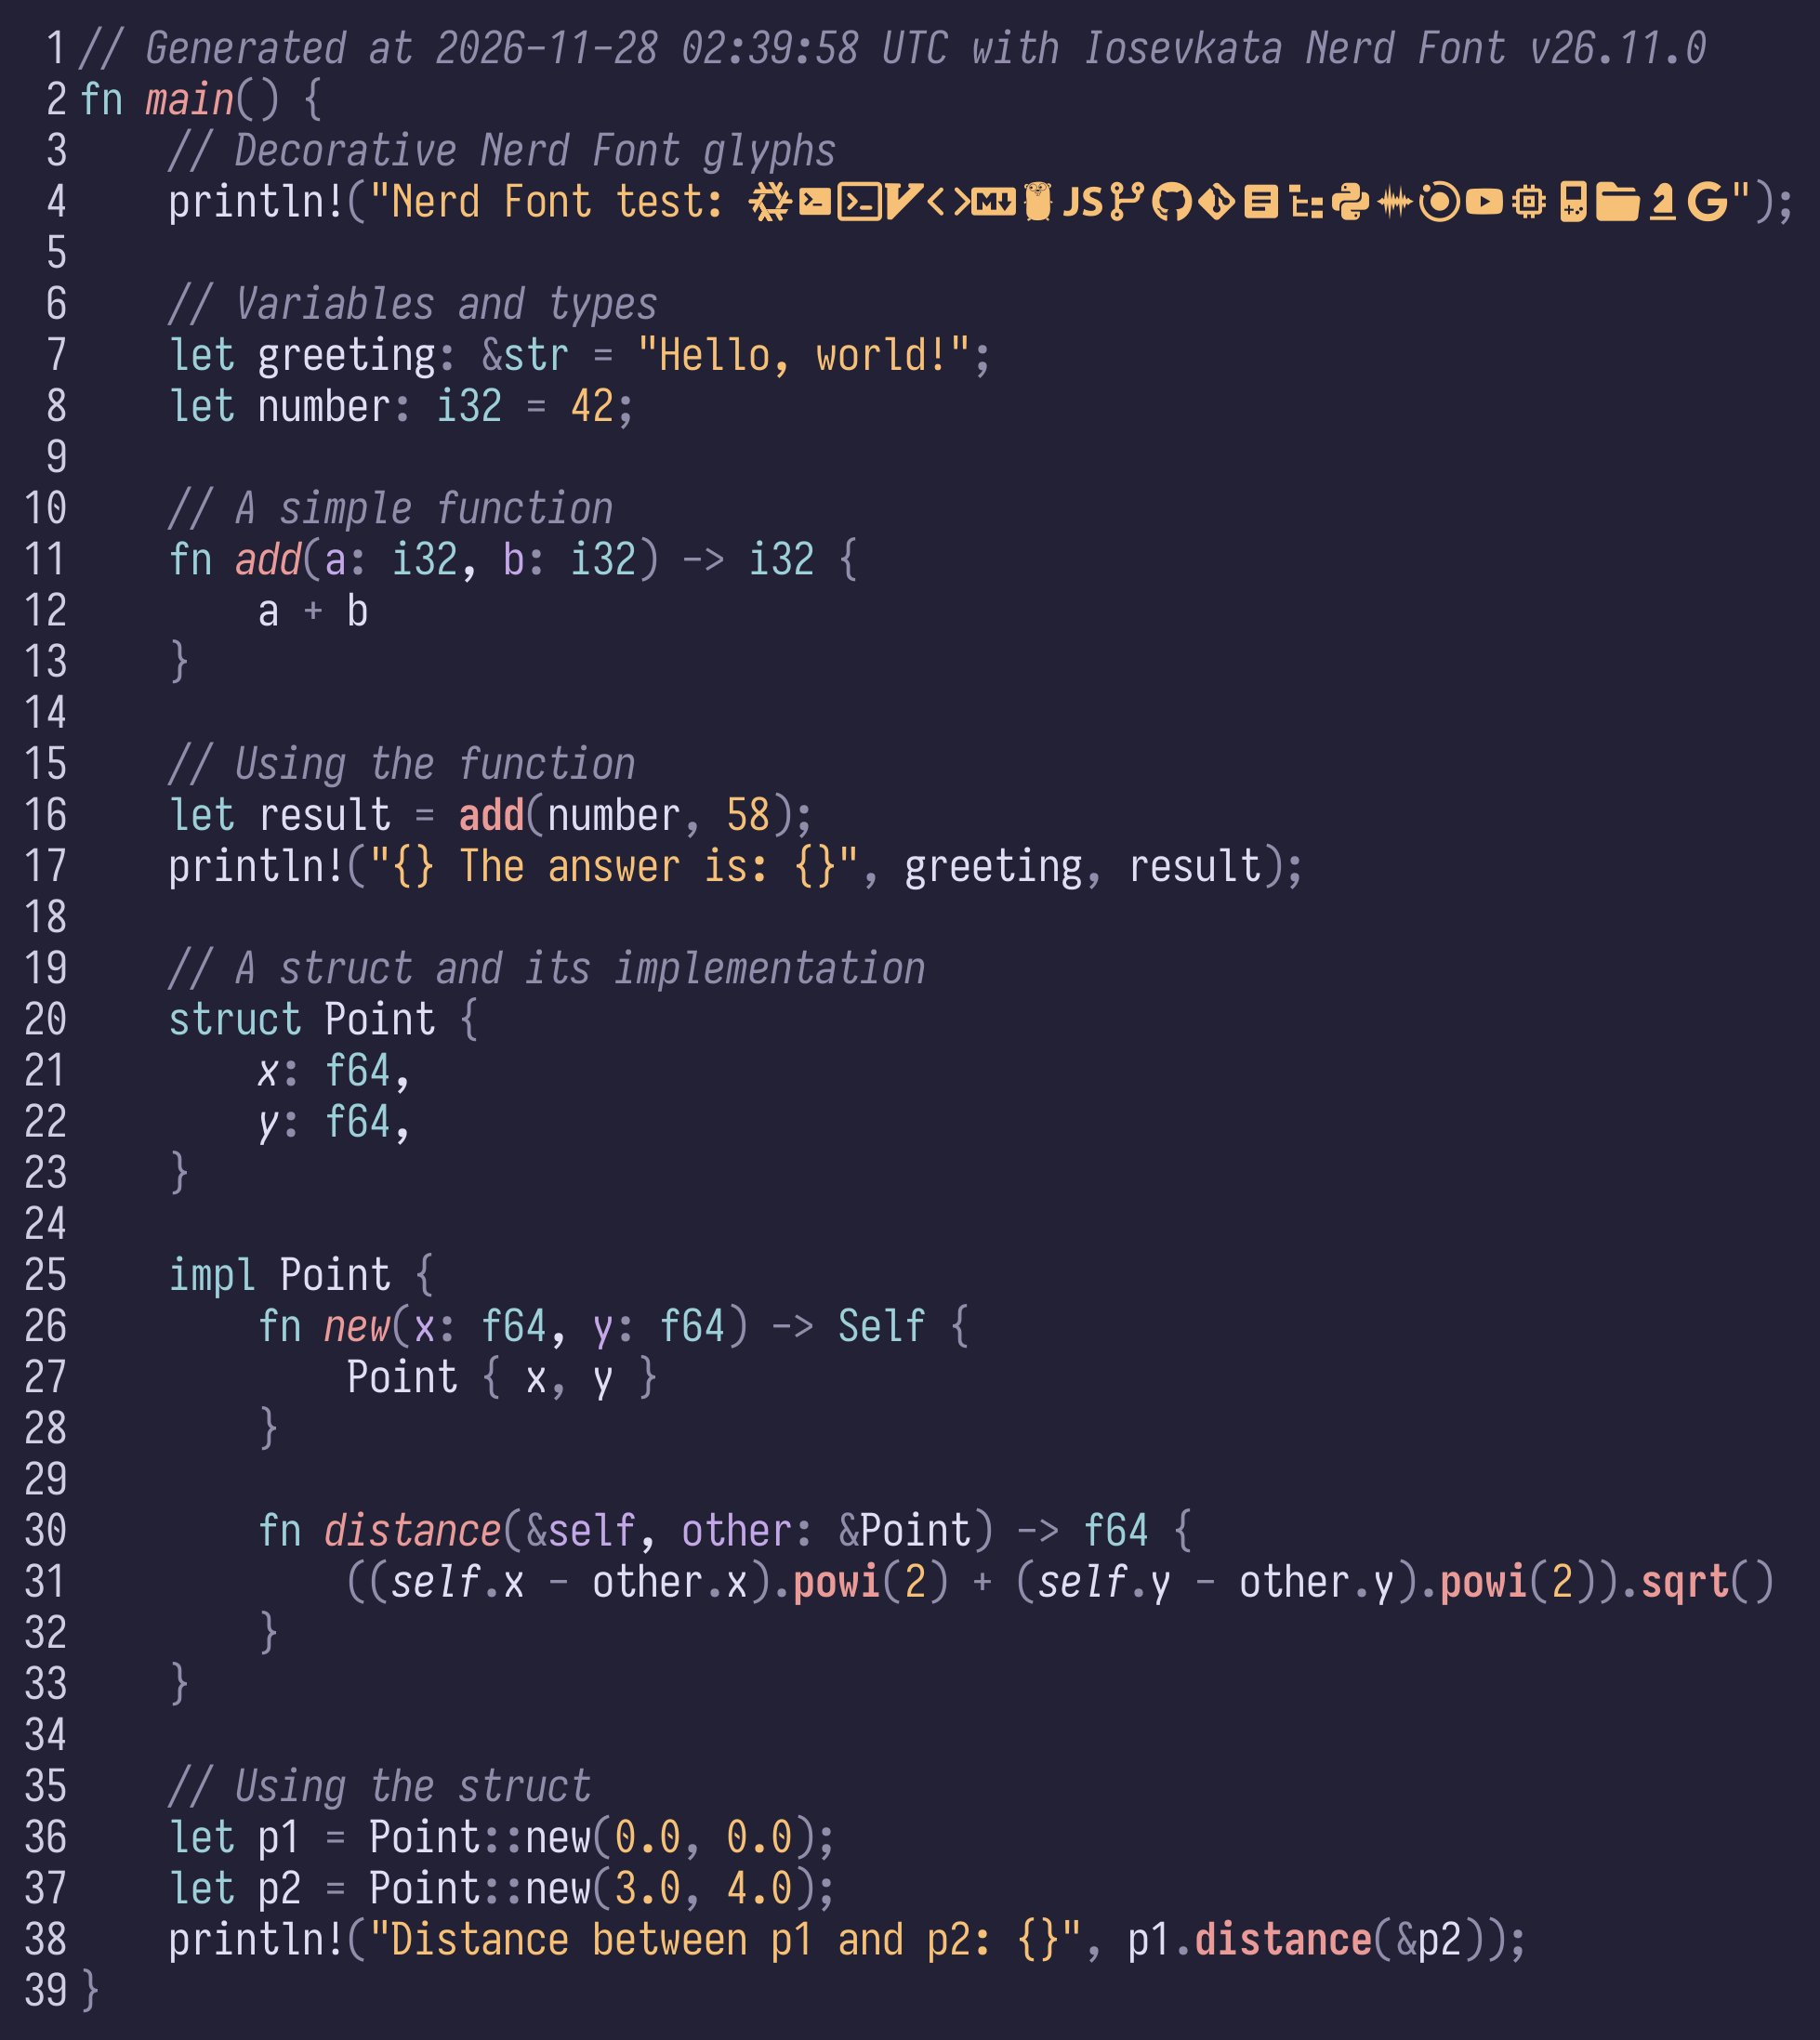 1 // Generated at 2026-11-28 02:39:58 UTC with Iosevkata Nerd Font v26.11.0
2 fn main() {
3     // Decorative Nerd Font glyphs
4     println!("Nerd Font test: JS");
5
6     // Variables and types
7     let greeting: &str = "Hello, world!";
8     let number: i32 = 42;
9
10     // A simple function
11     fn add(a: i32, b: i32) -> i32 {
12         a + b
13     }
14
15     // Using the function
16     let result = add(number, 58);
17     println!("{} The answer is: {}", greeting, result);
18
19     // A struct and its implementation
20     struct Point {
21         x: f64,
22         y: f64,
23     }
24
25     impl Point {
26         fn new(x: f64, y: f64) -> Self {
27             Point { x, y }
28         }
29
30         fn distance(&self, other: &Point) -> f64 {
31             ((self.x - other.x).powi(2) + (self.y - other.y).powi(2)).sqrt()
32         }
33     }
34
35     // Using the struct
36     let p1 = Point::new(0.0, 0.0);
37     let p2 = Point::new(3.0, 4.0);
38     println!("Distance between p1 and p2: {}", p1.distance(&p2));
39 }